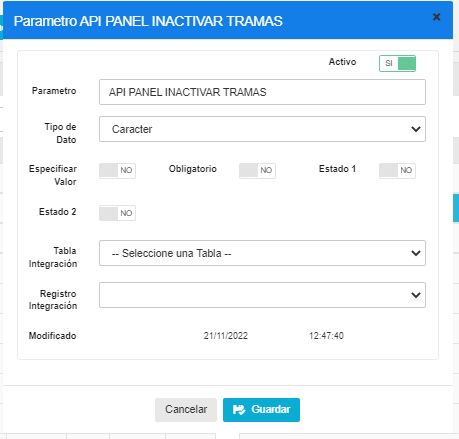 Parametro API PANEL INACTIVAR TRAMAS ×
Activo SI
Parametro API PANEL INACTIVAR TRAMAS
Tipo de Dato Caracter
Especificar Valor NO Obligatorio NO Estado 1 NO
Estado 2 NO
Tabla Integración -- Seleccione una Tabla --
Registro Integración
Modificado 21/11/2022 12:47:40
Cancelar Guardar